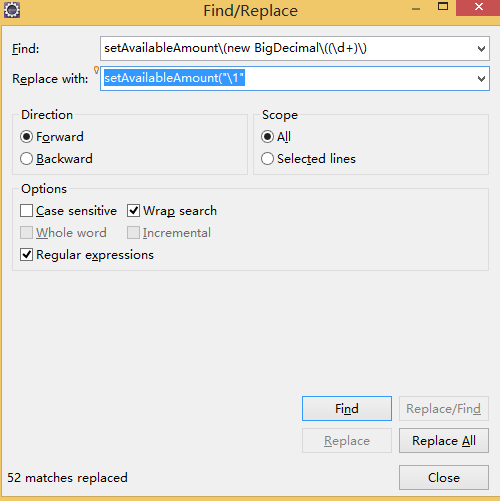 Find/Replace
Find: setAvailableAmount\(new BigDecimal\((\d+)\)
Replace with: setAvailableAmount("\1"
Direction
Forward
Backward
Scope
All
Selected lines
Options
Case sensitive Wrap search
Whole word Incremental
Regular expressions
Find Replace/Find
Replace Replace All
52 matches replaced Close